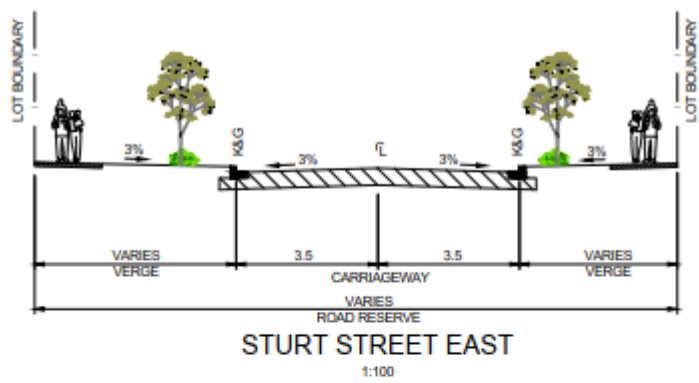 LOT BOUNDARY
LOT BOUNDARY
K&G
K&G
3%
3%
℄
3%
3%
VARIES
3.5
3.5
VARIES
VERGE
CARRIAGEWAY
VERGE
VARIES
ROAD RESERVE
STURT STREET EAST
1:100